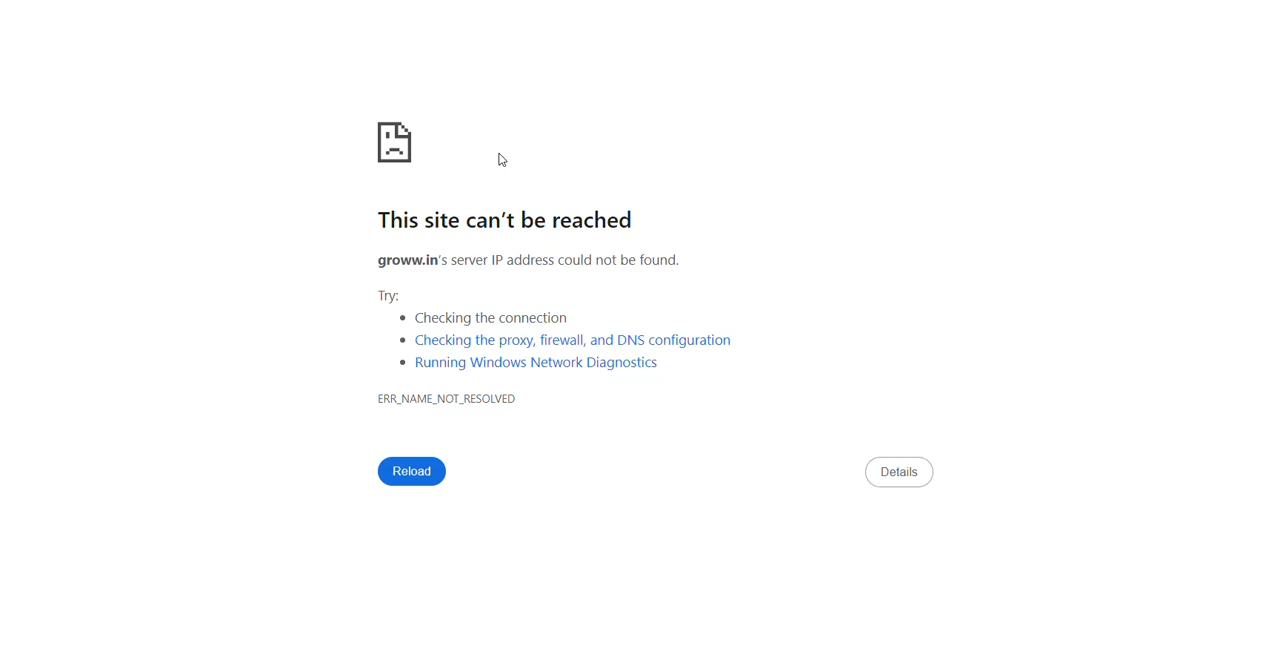 This site can’t be reached
groww.in’s server IP address could not be found.
Try:
Checking the connection
Checking the proxy, firewall, and DNS configuration
Running Windows Network Diagnostics
ERR_NAME_NOT_RESOLVED
Reload
Details